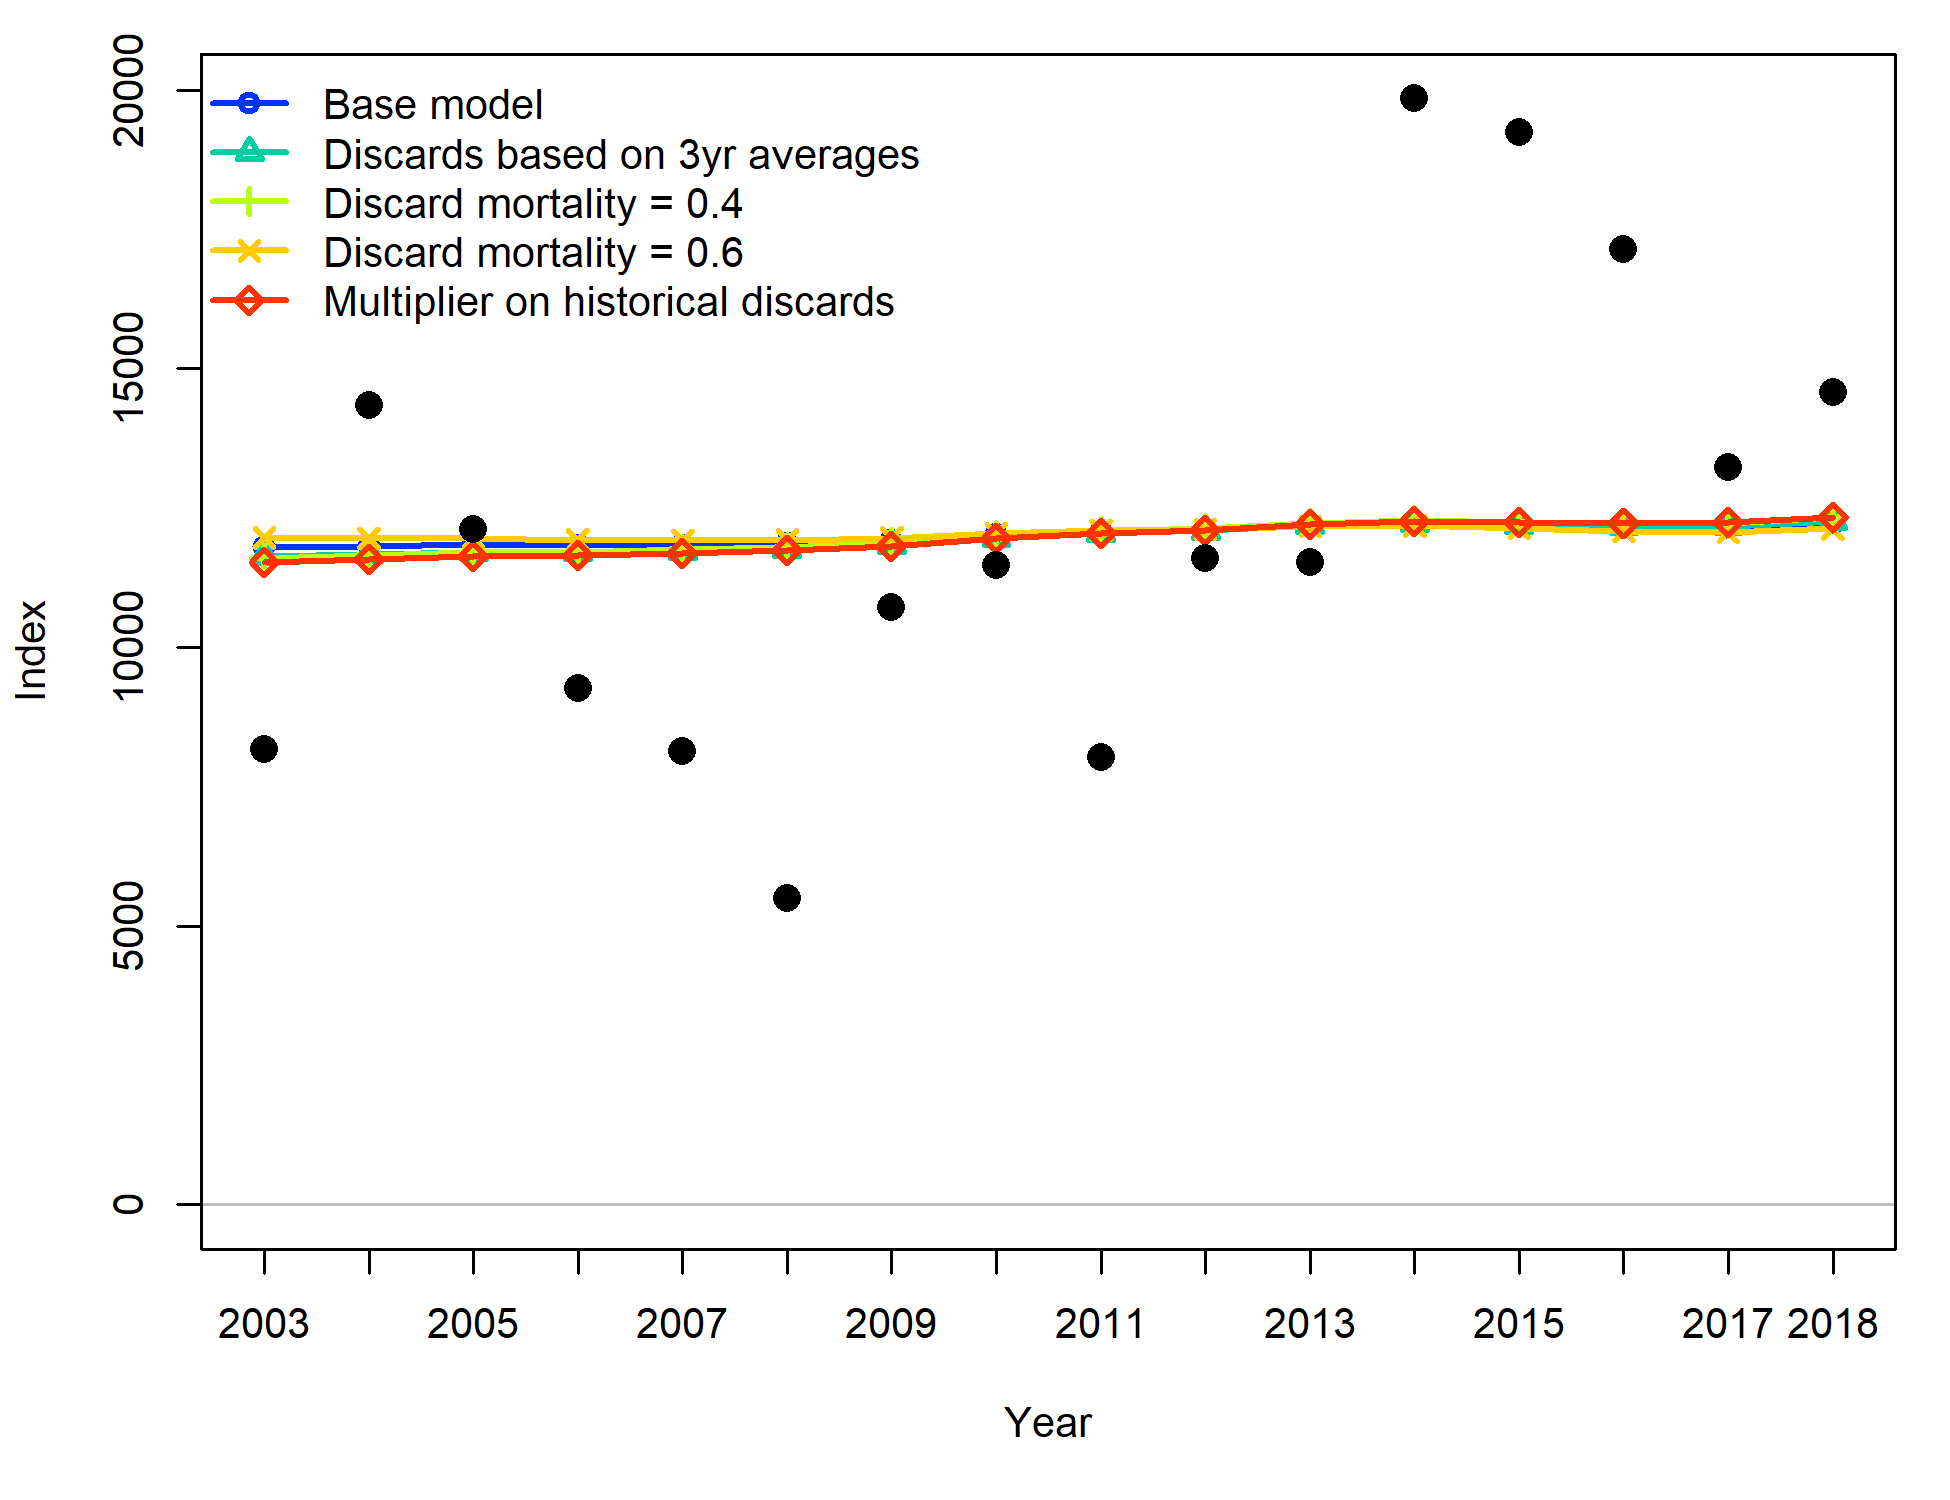 Base model
Discards based on 3yr averages
Discard mortality = 0.4
Discard mortality = 0.6
Multiplier on historical discards
20000
15000
10000
5000
0
Index
2003 2005 2007 2009 2011 2013 2015 2017 2018
Year